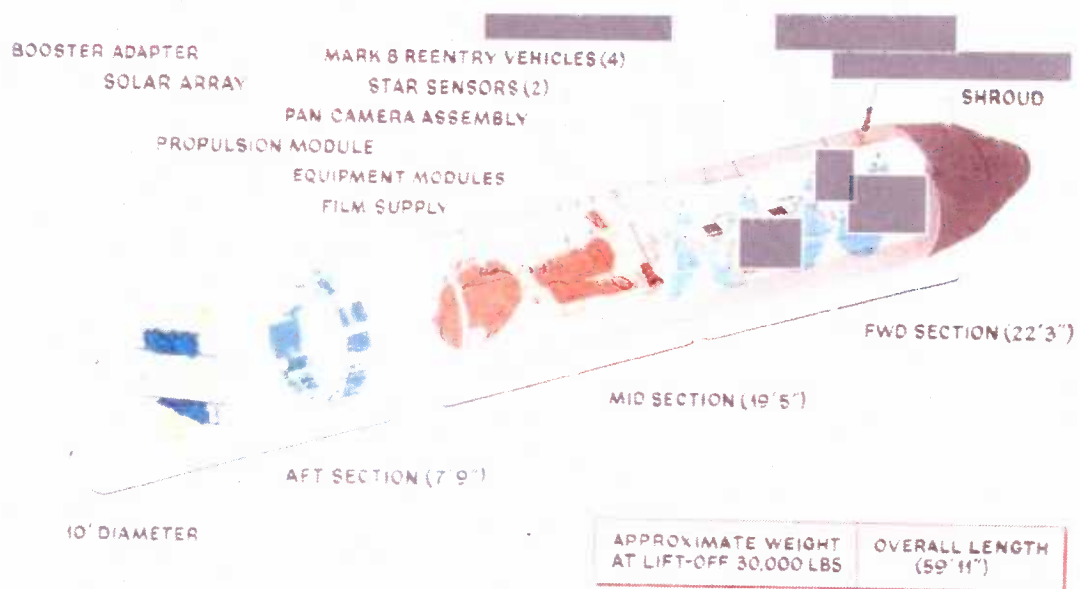 BOOSTER ADAPTER
SOLAR ARRAY
MARK 8 REENTRY VEHICLES (4)
STAR SENSORS (2)
PAN CAMERA ASSEMBLY
PROPULSION MODULE
EQUIPMENT MODULES
FILM SUPPLY
SHROUD
FWD SECTION (22'3")
MID SECTION (19'5")
AFT SECTION (7'9")
10' DIAMETER
APPROXIMATE WEIGHT
AT LIFT-OFF 30,000 LBS
OVERALL LENGTH
(59'11")